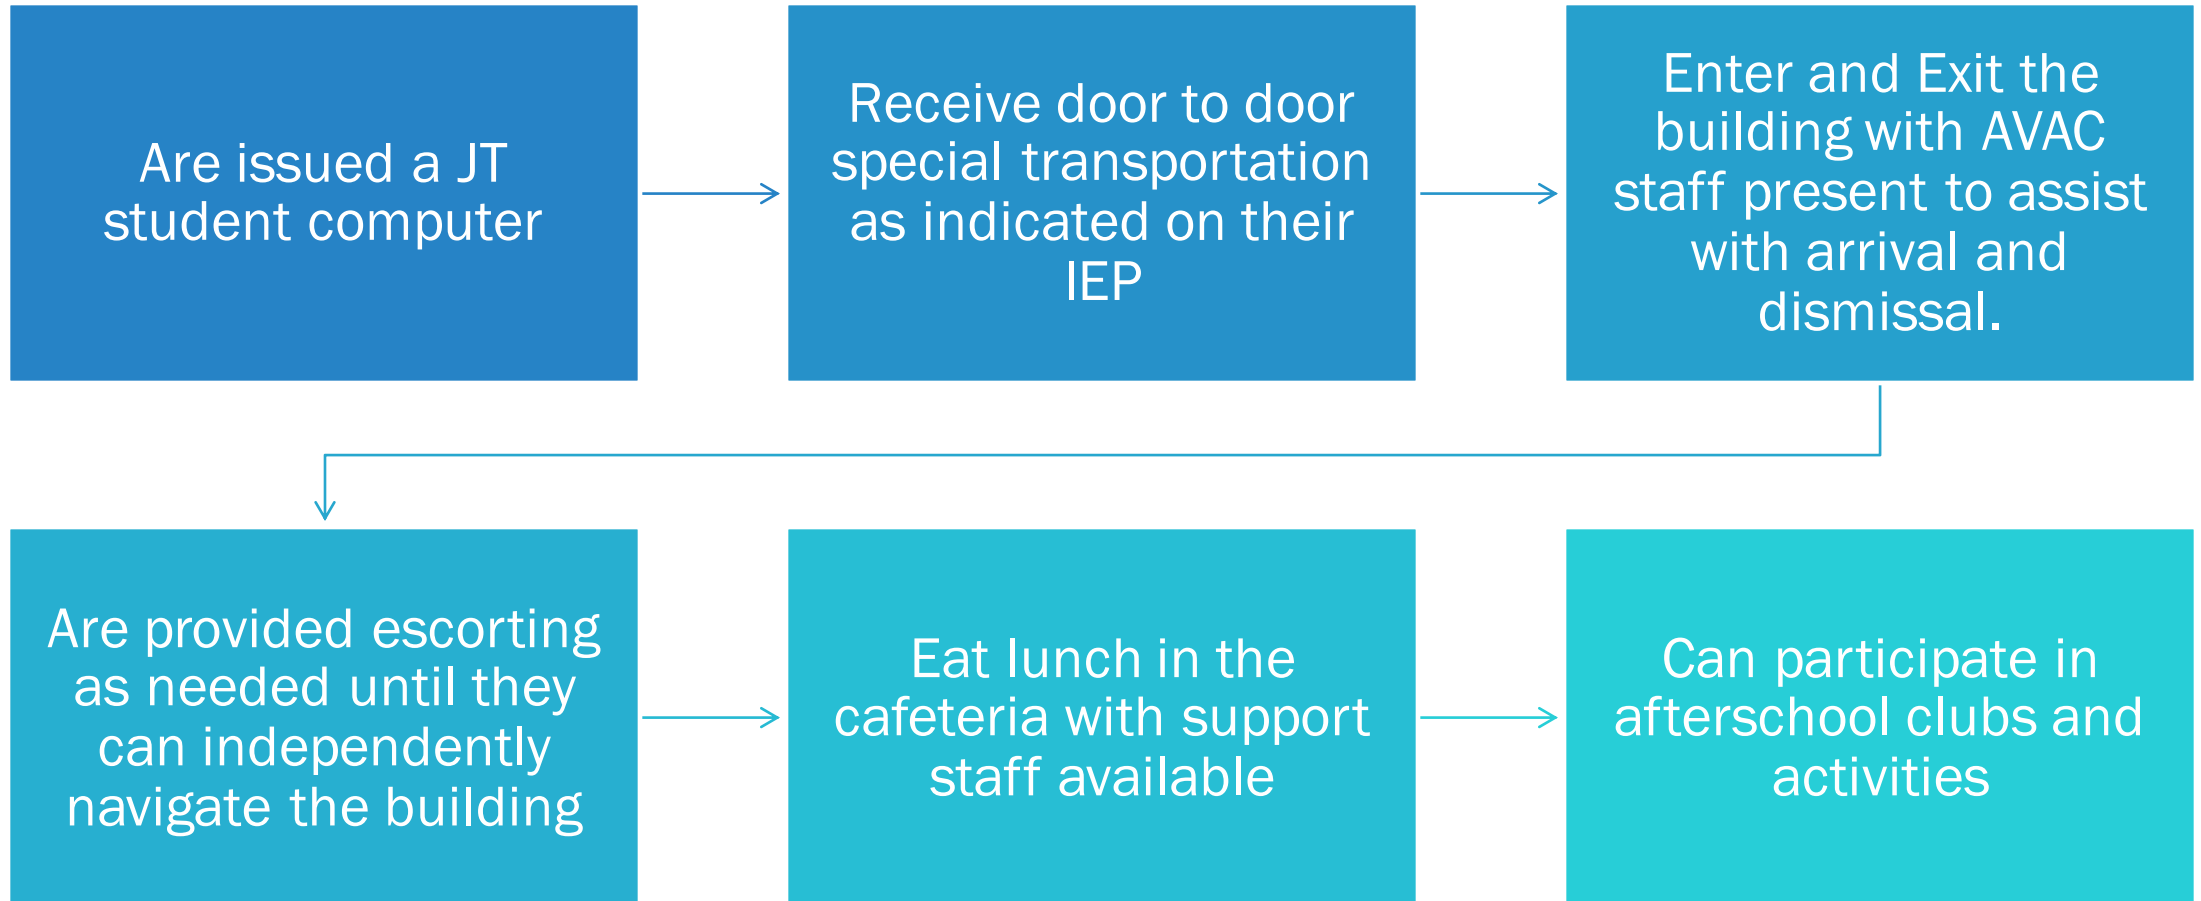 Are issued a JT
student computer
Receive door to door
special transportation
as indicated on their
IEP
Enter and Exit the
building with AVAC
staff present to assist
with arrival and
dismissal.
Are provided escorting
as needed until they
can independently
navigate the building
Eat lunch in the
cafeteria with support
staff available
Can participate in
afterschool clubs and
activities